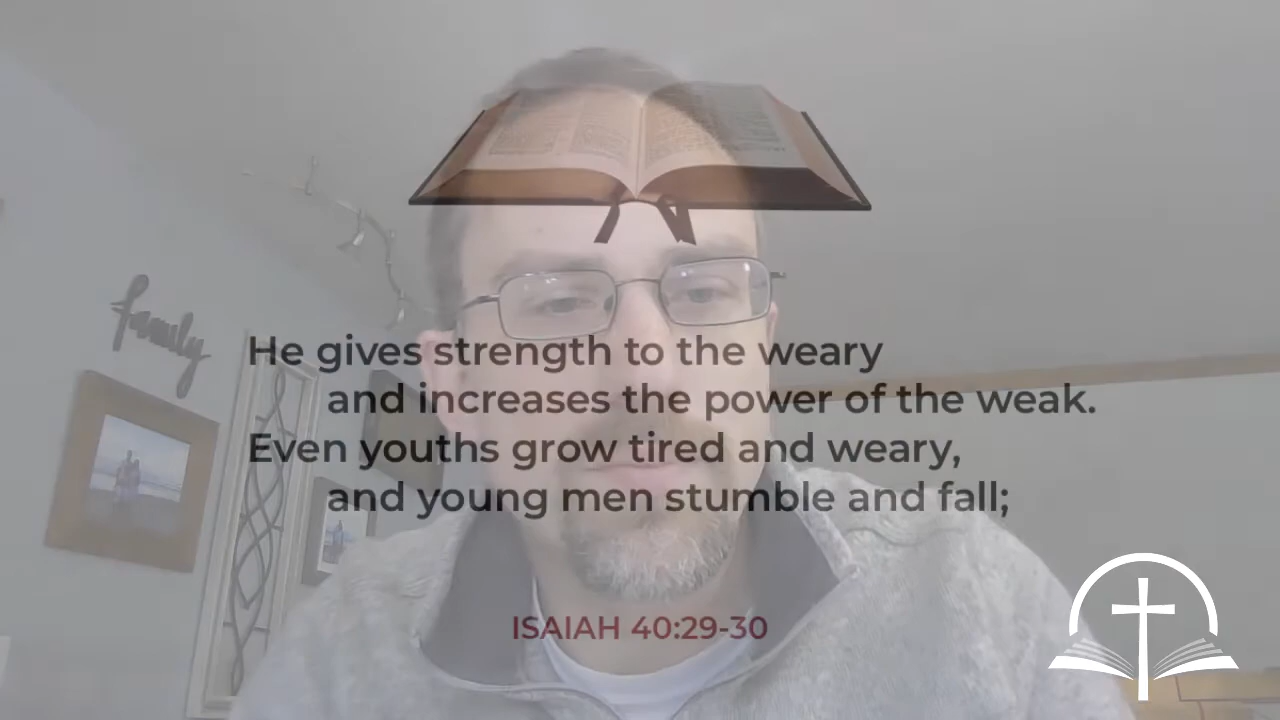 family
He gives strength to the weary
and increases the power of the weak.
Even youths grow tired and weary,
and young men stumble and fall;
ISAIAH 40:29-30